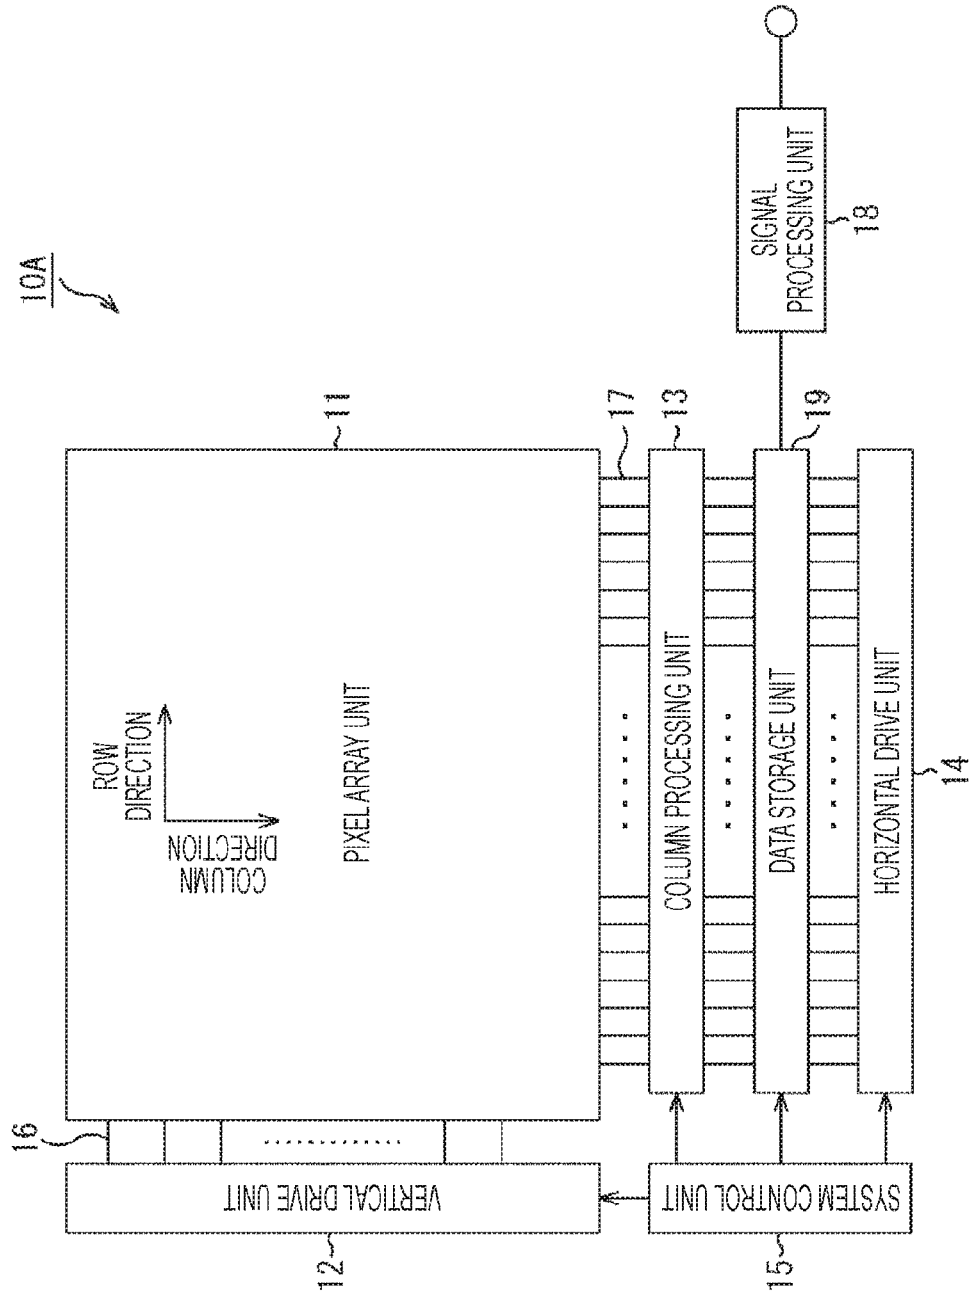 10A
16
11
ROW
DIRECTION
COLUMN
DIRECTION
PIXEL ARRAY UNIT
VERTICAL DRIVE UNIT
12
17
COLUMN PROCESSING UNIT
13
DATA STORAGE UNIT
19
SIGNAL
PROCESSING UNIT
18
HORIZONTAL DRIVE UNIT
14
SYSTEM CONTROL UNIT
15